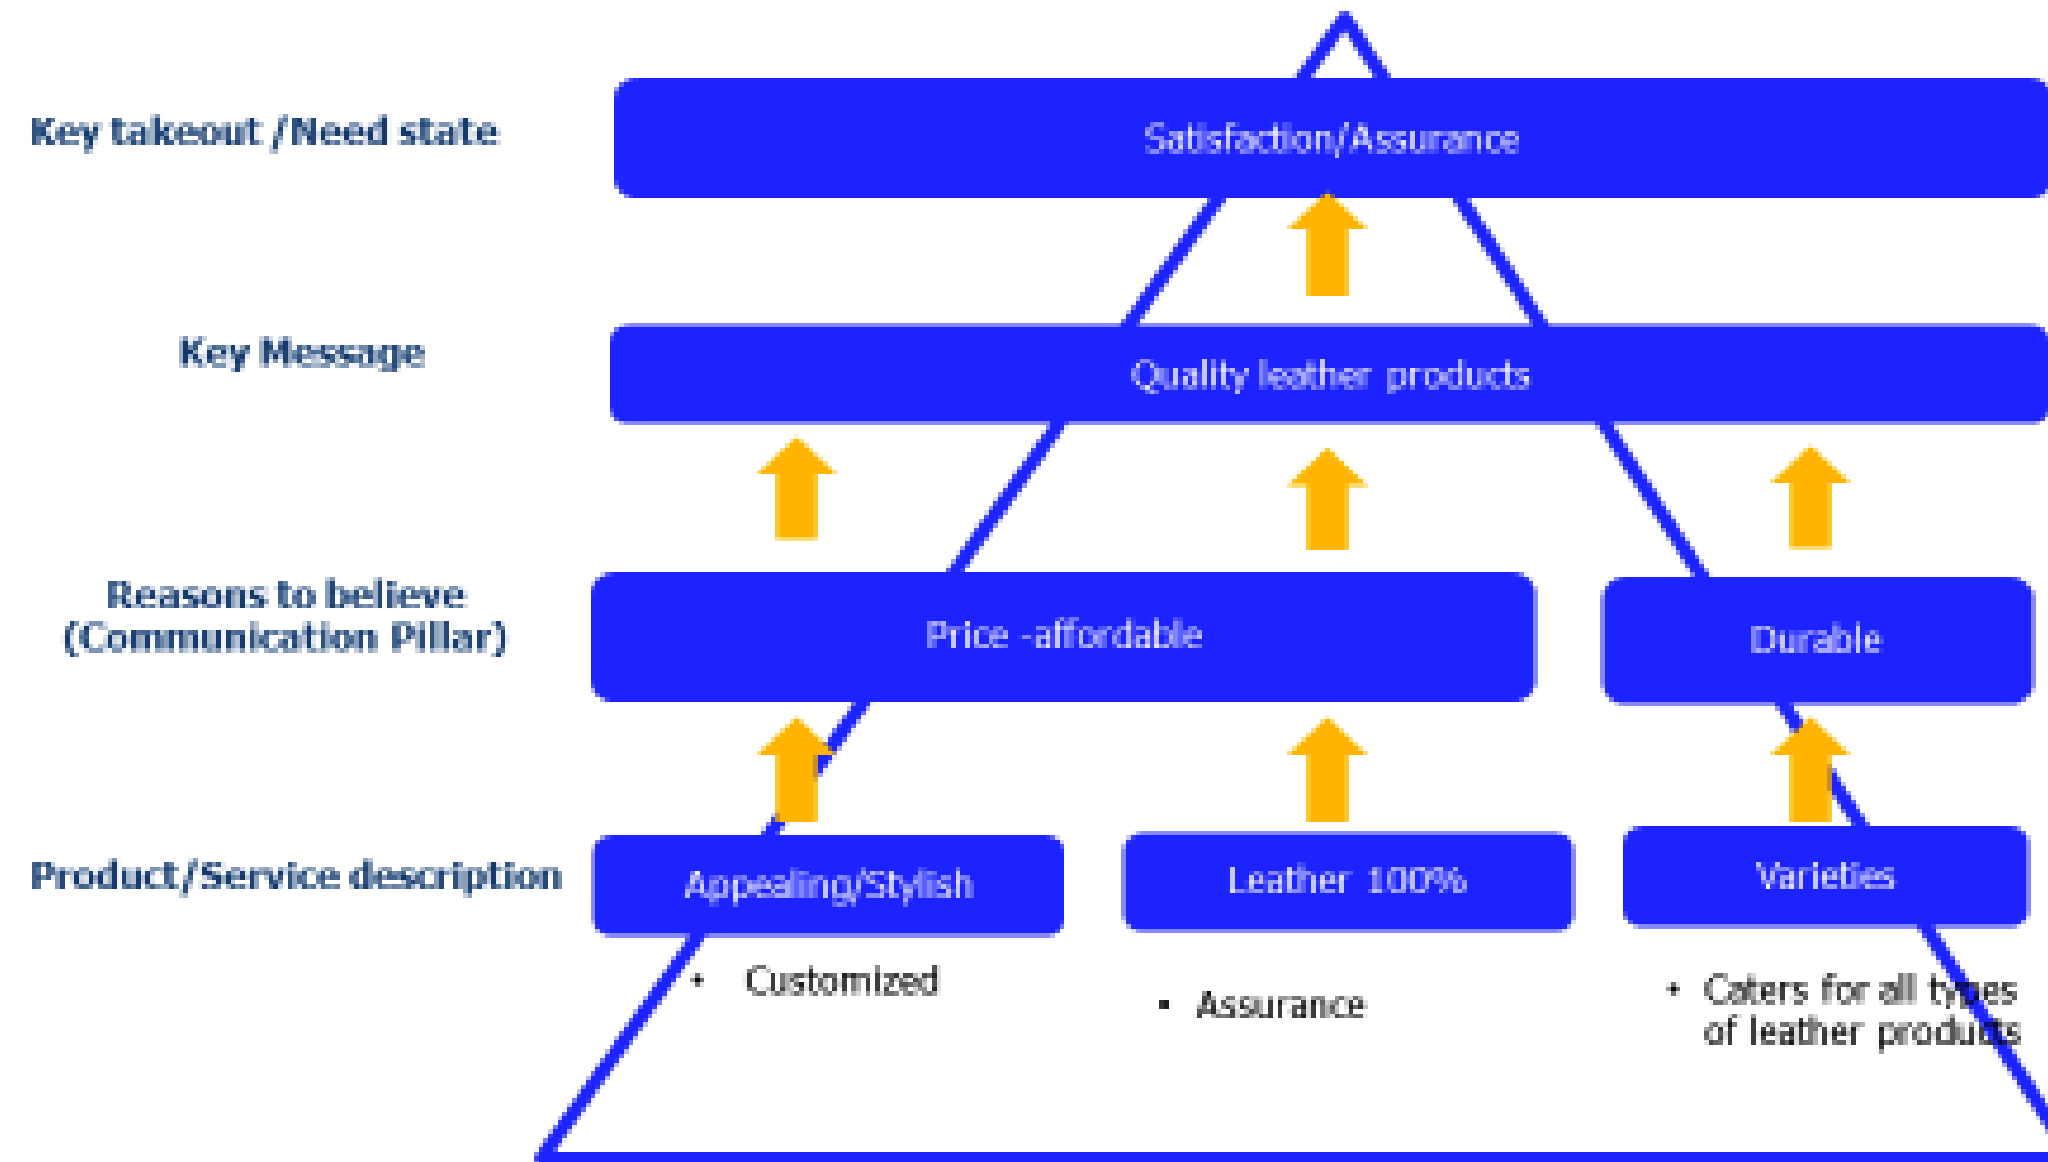 Key takeout /Need state
Satisfaction/Assurance
Key Message
Quality leather products
Reasons to believe
(Communication Pillar)
Price -affordable
Durable
Product/Service description
Appealing/Stylish
Leather 100%
Varieties
• Customized
• Assurance
• Caters for all types
of leather products